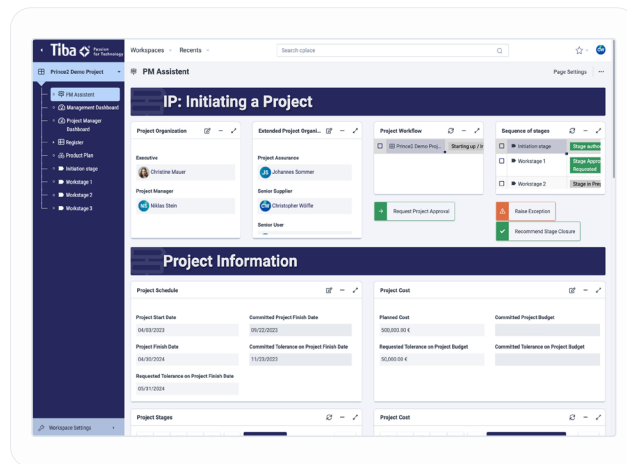 Tiba Passion for Technology
Workspaces
Recents
Search cplace
CW
Prince2 Demo Project
PM Assistent
Page Settings
PM Assistent
Management Dashboard
Project Manager Dashboard
Register
Product Plan
Initiation stage
Workstage 1
Workstage 2
Workstage 3
Workspace Settings
IP: Initiating a Project
Project Organization
Executive
Christine Mauer
Project Manager
NS Niklas Stein
Extended Project Organi...
Project Assurance
JS Johannes Sommer
Senior Supplier
CW Christopher Wölfle
Senior User
Project Workflow
Prince2 Demo Proj...
Starting up / In
Request Project Approval
Sequence of stages
Initiation stage
Stage autho
Workstage 1
Stage Appro
Requested
Workstage 2
Stage in Pre
Raise Exception
Recommend Stage Closure
Project Information
Project Schedule
Project Start Date
04/03/2023
Committed Project Finish Date
09/22/2023
Project Finish Date
04/30/2024
Committed Tolerance on Project Finish Date
11/23/2023
Requested Tolerance on Project Finish Date
05/31/2024
Project Cost
Planned Cost
500,000.00 €
Committed Project Budget
Requested Tolerance on Project Budget
50,000.00 €
Committed Tolerance on Project Budget
Project Stages
Project Cost